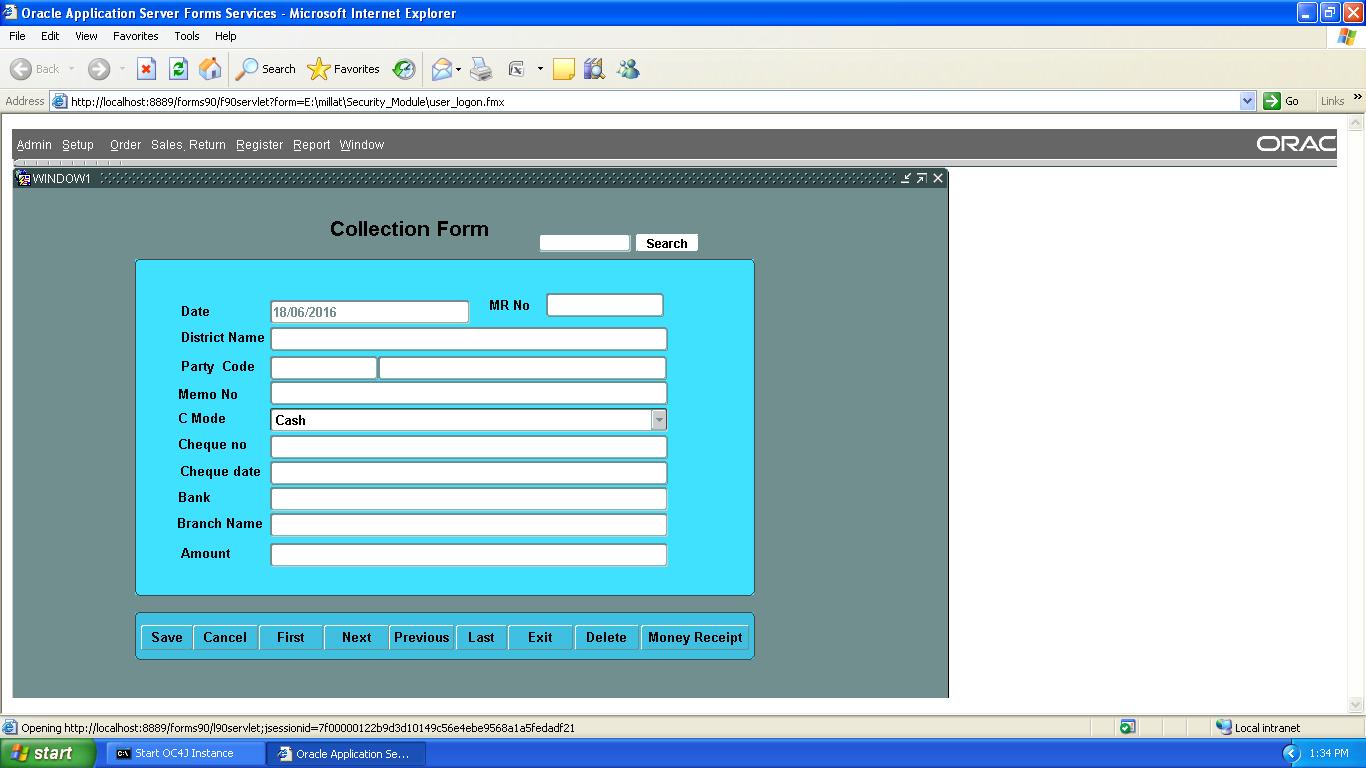 Oracle Application Server Forms Services - Microsoft Internet Explorer
File Edit View Favorites Tools Help
Back Search Favorites
Address http://localhost:8889/forms90/f90servlet?form=E:\millat\Security_Module\user_logon.fmx Go Links »
Admin Setup Order Sales, Return Register Report Window ORAC
WINDOW1
Collection Form
Search
Date 18/06/2016 MR No
District Name
Party Code
Memo No
C Mode Cash
Cheque no
Cheque date
Bank
Branch Name
Amount
Save Cancel First Next Previous Last Exit Delete Money Receipt
Opening http://localhost:8889/forms90/l90servlet;jsessionid=7f00000122b9d3d10149c56e4ebe9568a1a5fedadf21 Local intranet
start Start OC4J Instance Oracle Application Se... 1:34 PM